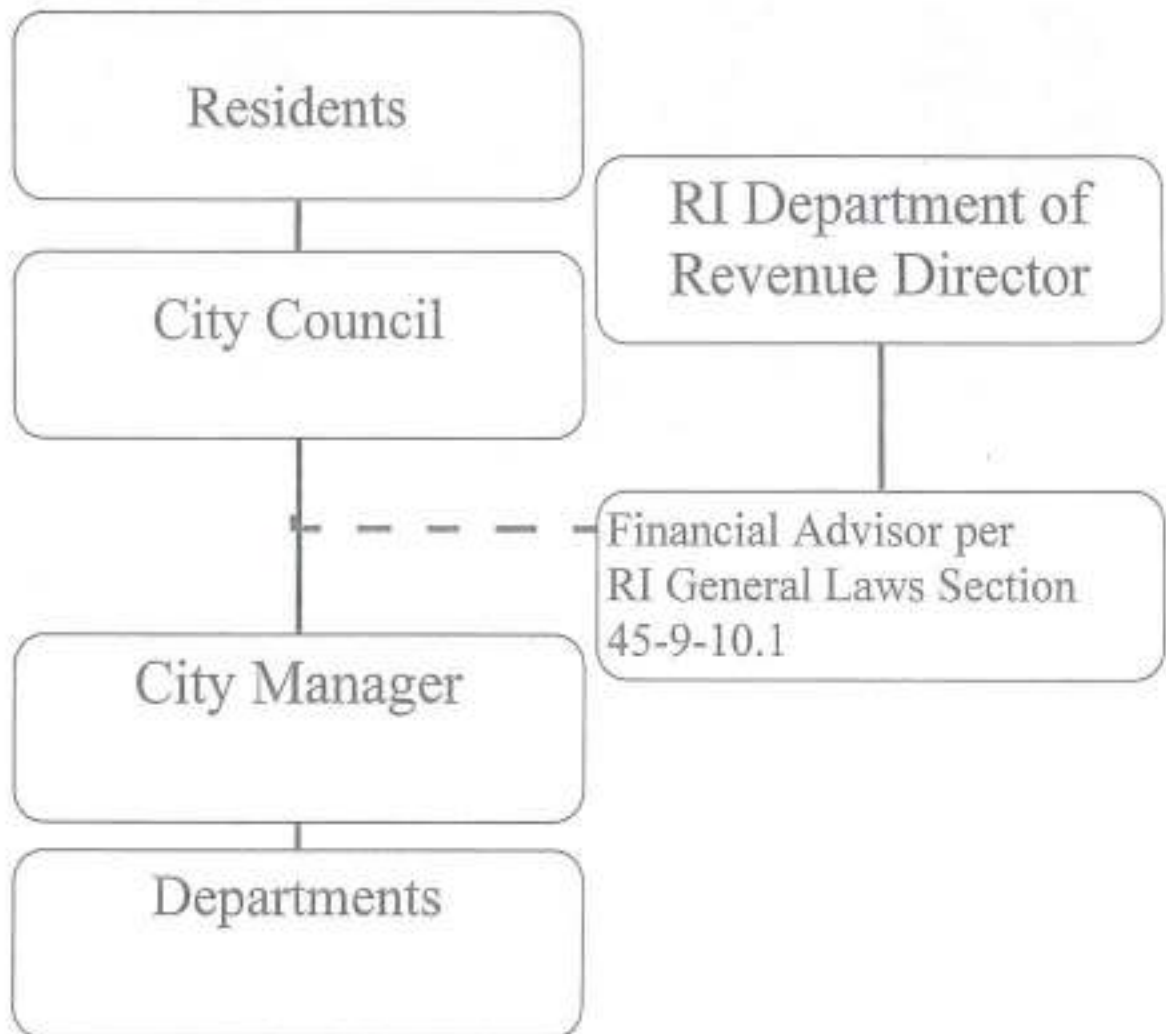 Residents
City Council
RI Department of
Revenue Director
Financial Advisor per
RI General Laws Section
45-9-10.1
City Manager
Departments